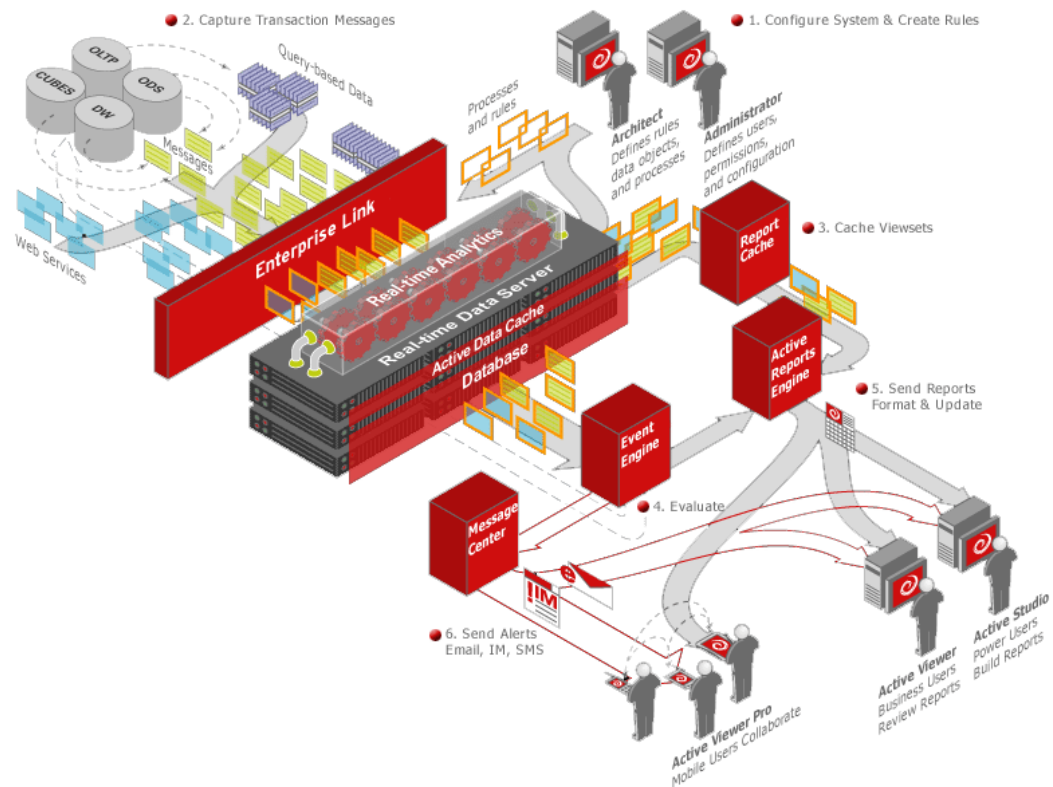 2. Capture Transaction Messages
1. Configure System & Create Rules
OLTP
CUBES
ODS
DW
Query-based Data
Messages
Web Services
Processes
and rules
Architect
Defines rules
data objects,
and processes
Administrator
Defines users,
permissions,
and configuration
Enterprise Link
Real-time Analytics
Real-time Data Server
Active Data Cache
Database
Report
Cache
3. Cache Viewsets
Active
Reports
Engine
5. Send Reports
Format & Update
Event
Engine
4. Evaluate
Message
Center
!IM
6. Send Alerts
Email, IM, SMS
Active Viewer Pro
Mobile Users Collaborate
Active Viewer
Business Users
Review Reports
Active Studio
Power Users
Build Reports